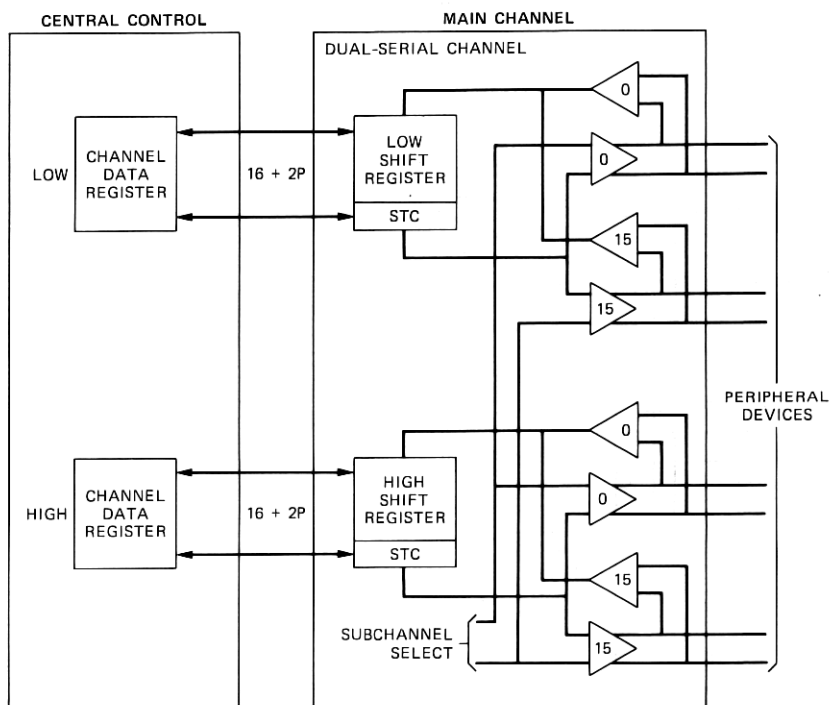 CENTRAL CONTROL
MAIN CHANNEL
DUAL-SERIAL CHANNEL
0
LOW
CHANNEL
DATA
REGISTER
16 + 2P
LOW
SHIFT
REGISTER
STC
0
15
15
PERIPHERAL
DEVICES
0
HIGH
CHANNEL
DATA
REGISTER
16 + 2P
HIGH
SHIFT
REGISTER
STC
0
15
SUBCHANNEL
SELECT
15